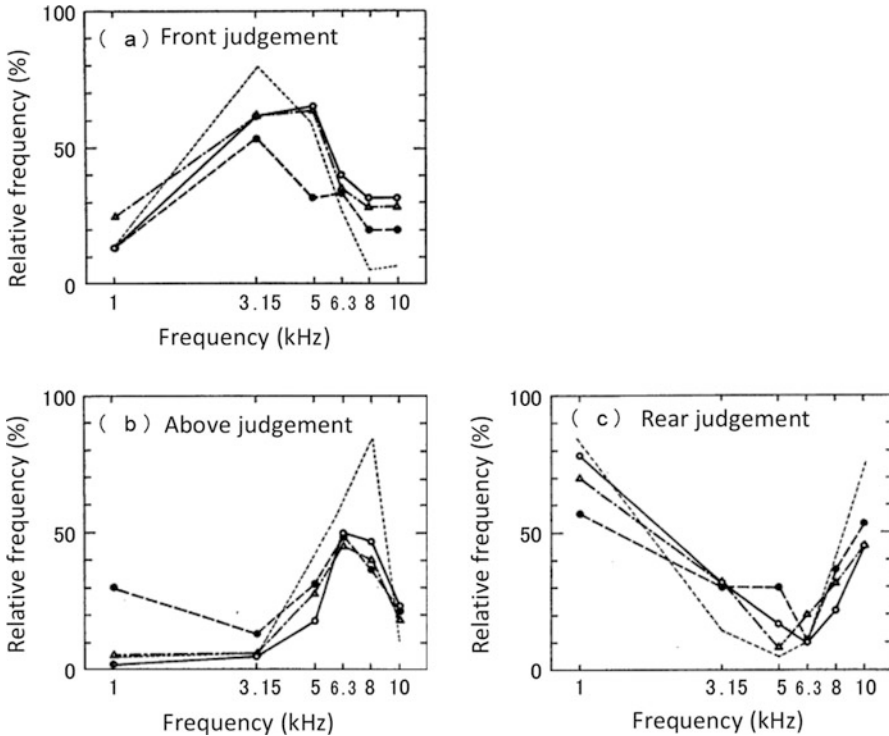 ( a ) Front judgement
Relative frequency (%)
100
50
0
1 3.15 5 6.3 8 10
Frequency (kHz)
( b ) Above judgement
Relative frequency (%)
100
50
0
1 3.15 5 6.3 8 10
Frequency (kHz)
( c ) Rear judgement
Relative frequency (%)
100
50
0
1 3.15 5 6.3 8 10
Frequency (kHz)